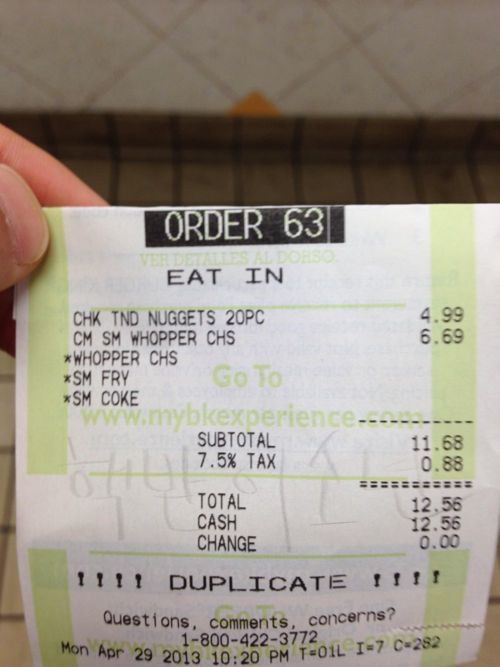 ORDER 63
VER DETALLES AL DORSO.
EAT IN
CHK TND NUGGETS 20PC 4.99
CM SM WHOPPER CHS 6.69
*WHOPPER CHS
*SM FRY
Go To
*SM COKE
www.mybkexperience.com
SUBTOTAL 11.68
7.5% TAX 0.88
TOTAL 12.56
CASH 12.56
CHANGE 0.00
!!!! DUPLICATE !!!!
Questions, comments, concerns?
Go To
1-800-422-3772
Mon Apr 29 2013 10:20 PM T=01L I=7 C=282